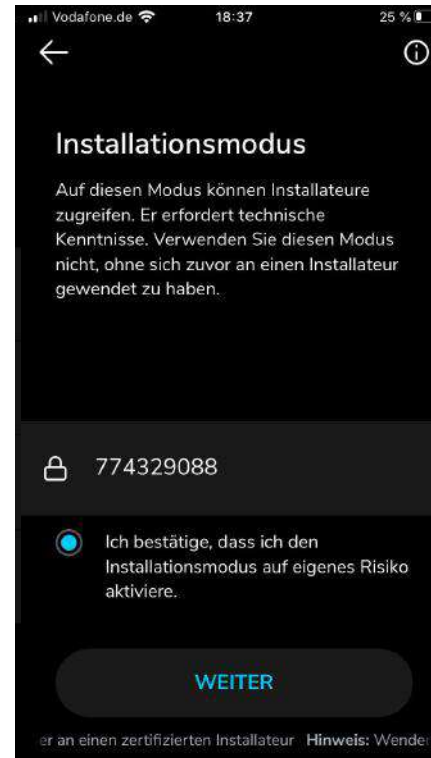 Vodafone.de 18:37 25 %
Installationsmodus
Auf diesen Modus können Installateure
zugreifen. Er erfordert technische
Kenntnisse. Verwenden Sie diesen Modus
nicht, ohne sich zuvor an einen Installateur
gewendet zu haben.
774329088
Ich bestätige, dass ich den
Installationsmodus auf eigenes Risiko
aktiviere.
WEITER
er an einen zertifizierten Installateur Hinweis: Wende